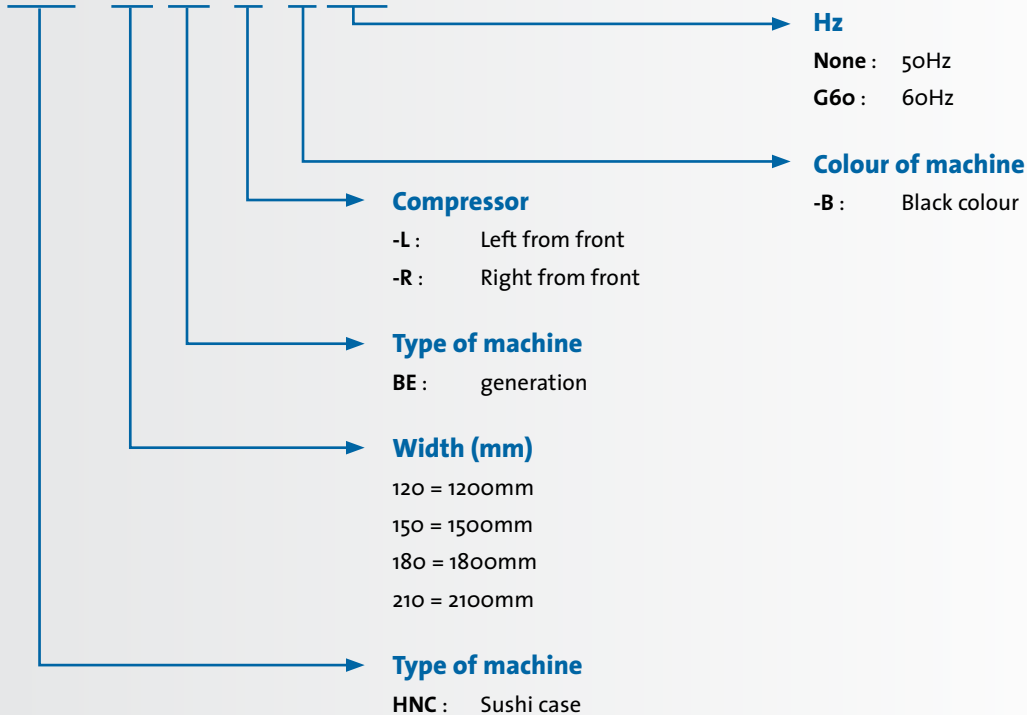 Hz
None : 50Hz
G60 : 60Hz
Colour of machine
-B : Black colour
Compressor
-L : Left from front
-R : Right from front
Type of machine
BE : generation
Width (mm)
120 = 1200mm
150 = 1500mm
180 = 1800mm
210 = 2100mm
Type of machine
HNC : Sushi case